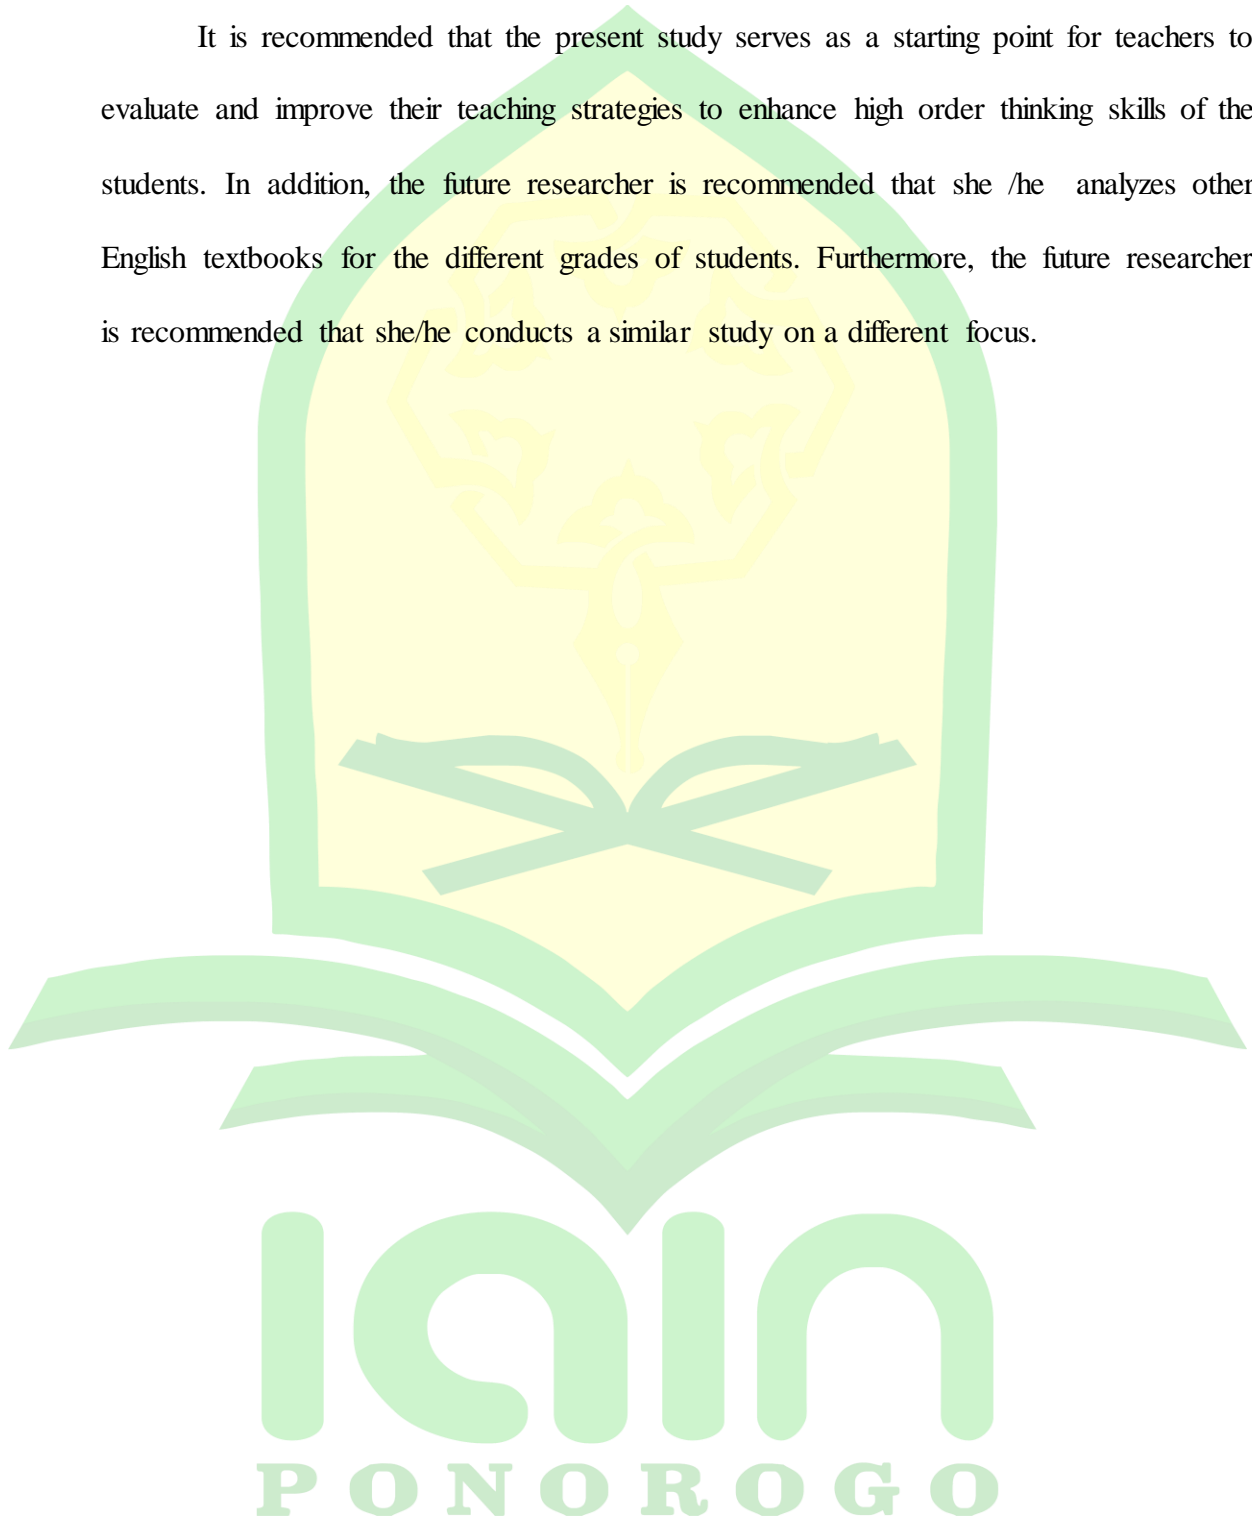 It is recommended that the present study serves as a starting point for teachers to
evaluate and improve their teaching strategies to enhance high order thinking skills of the
students. In addition, the future researcher is recommended that she /he analyzes other
English textbooks for the different grades of students. Furthermore, the future researcher
is recommended that she/he conducts a similar study on a different focus.
iain
PONOROGO